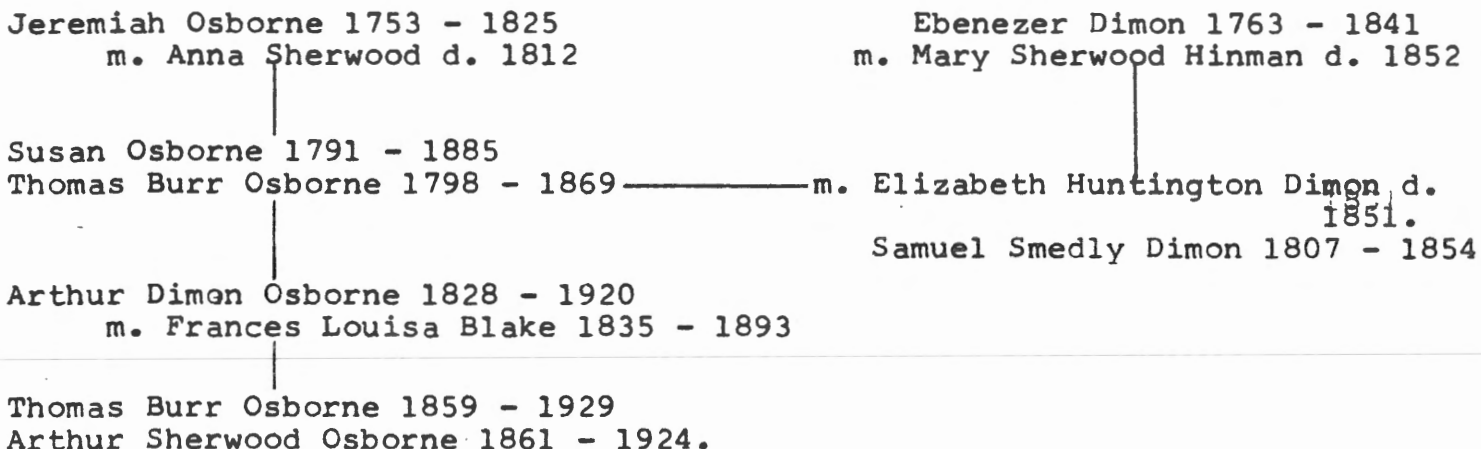 Jeremiah Osborne 1753 - 1825
m. Anna Sherwood d. 1812
Ebenezer Dimon 1763 - 1841
m. Mary Sherwood Hinman d. 1852
Susan Osborne 1791 - 1885
Thomas Burr Osborne 1798 - 1869
m. Elizabeth Huntington Dimon d.
1851.
Samuel Smedly Dimon 1807 - 1854
Arthur Dimon Osborne 1828 - 1920
m. Frances Louisa Blake 1835 - 1893
Thomas Burr Osborne 1859 - 1929
Arthur Sherwood Osborne 1861 - 1924.